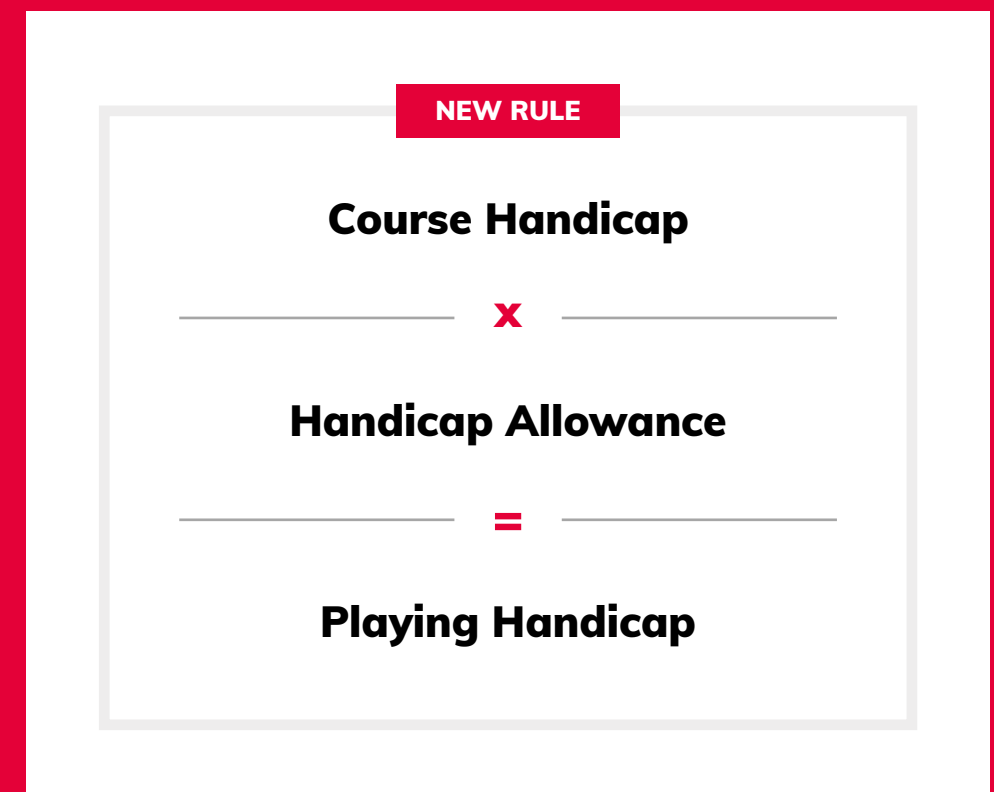 NEW RULE
Course Handicap
x
Handicap Allowance
=
Playing Handicap